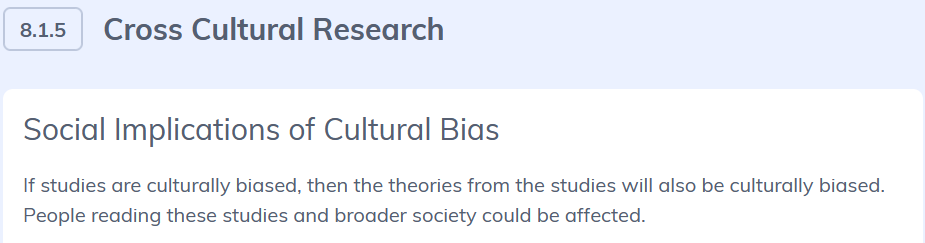 8.1.5 Cross Cultural Research
Social Implications of Cultural Bias
If studies are culturally biased, then the theories from the studies will also be culturally biased.
People reading these studies and broader society could be affected.